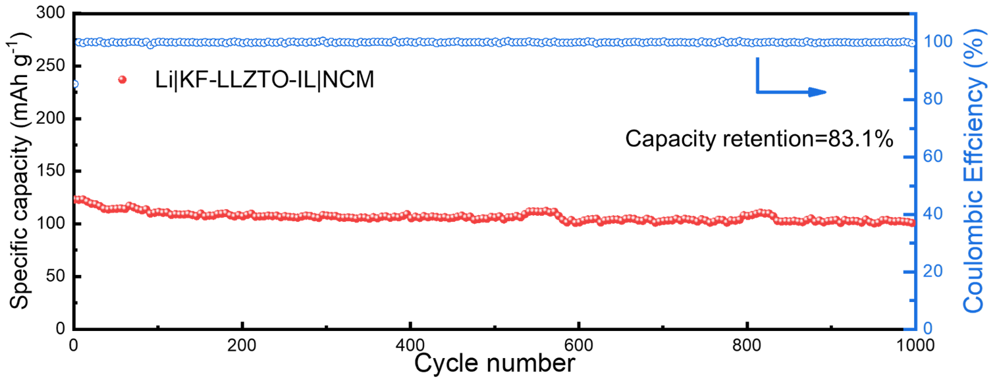 Specific capacity (mAh g⁻¹)
300
250
200
150
100
50
0
Li|KF-LLZTO-IL|NCM
Capacity retention=83.1%
100
80
60
40
20
0
Coulombic Effciency (%)
0 200 400 600 800 1000
Cycle number